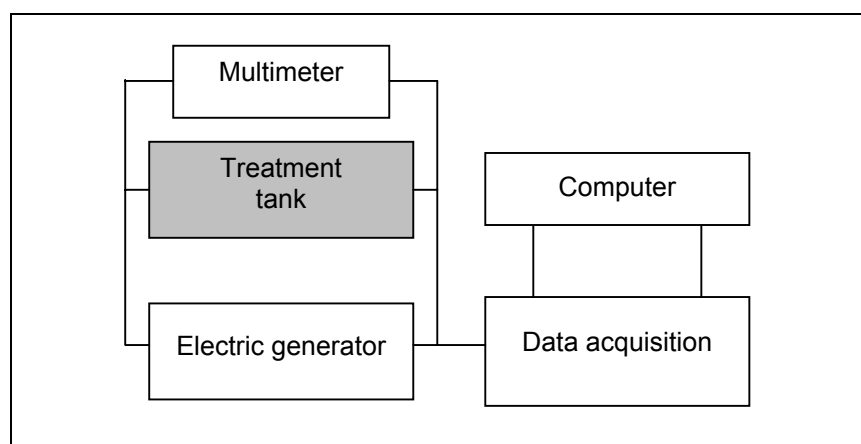 Multimeter
Treatment
tank
Computer
Electric generator
Data acquisition